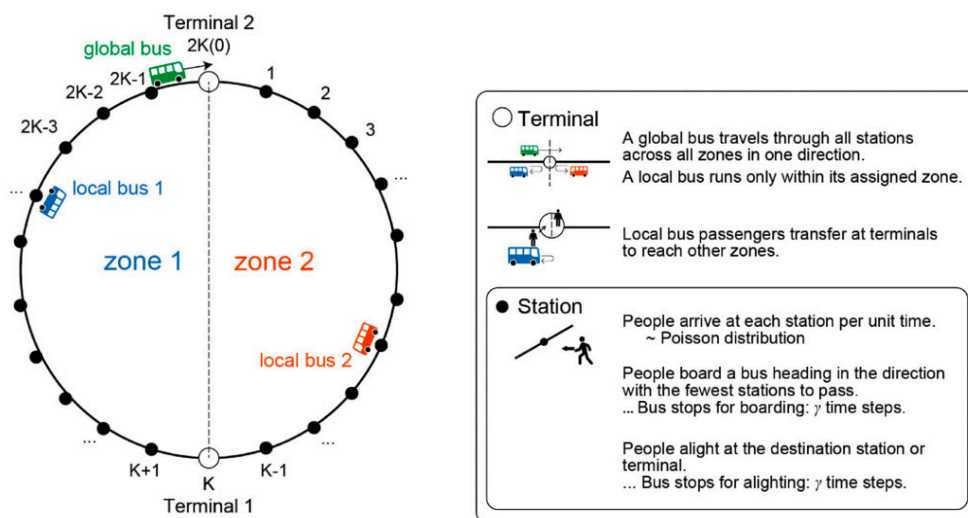 Terminal 2
global bus
2K(0)
2K-1
1
2K-2
2
2K-3
3
...
...
local bus 1
zone 1
zone 2
local bus 2
...
...
K+1
K
K-1
Terminal 1
Terminal
A global bus travels through all stations
across all zones in one direction.
A local bus runs only within its assigned zone.
Local bus passengers transfer at terminals
to reach other zones.
Station
People arrive at each station per unit time.
~ Poisson distribution
People board a bus heading in the direction
with the fewest stations to pass.
... Bus stops for boarding: γ time steps.
People alight at the destination station or
terminal.
... Bus stops for alighting: γ time steps.